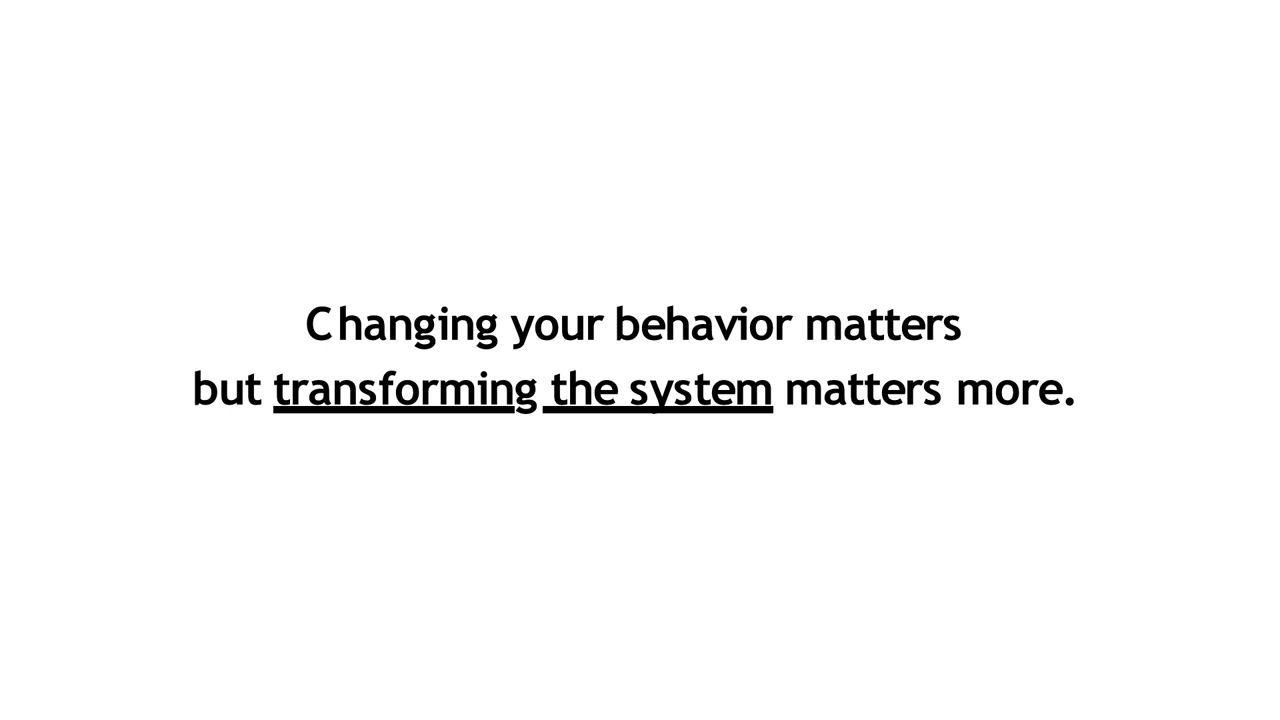 Changing your behavior matters
but transforming the system matters more.